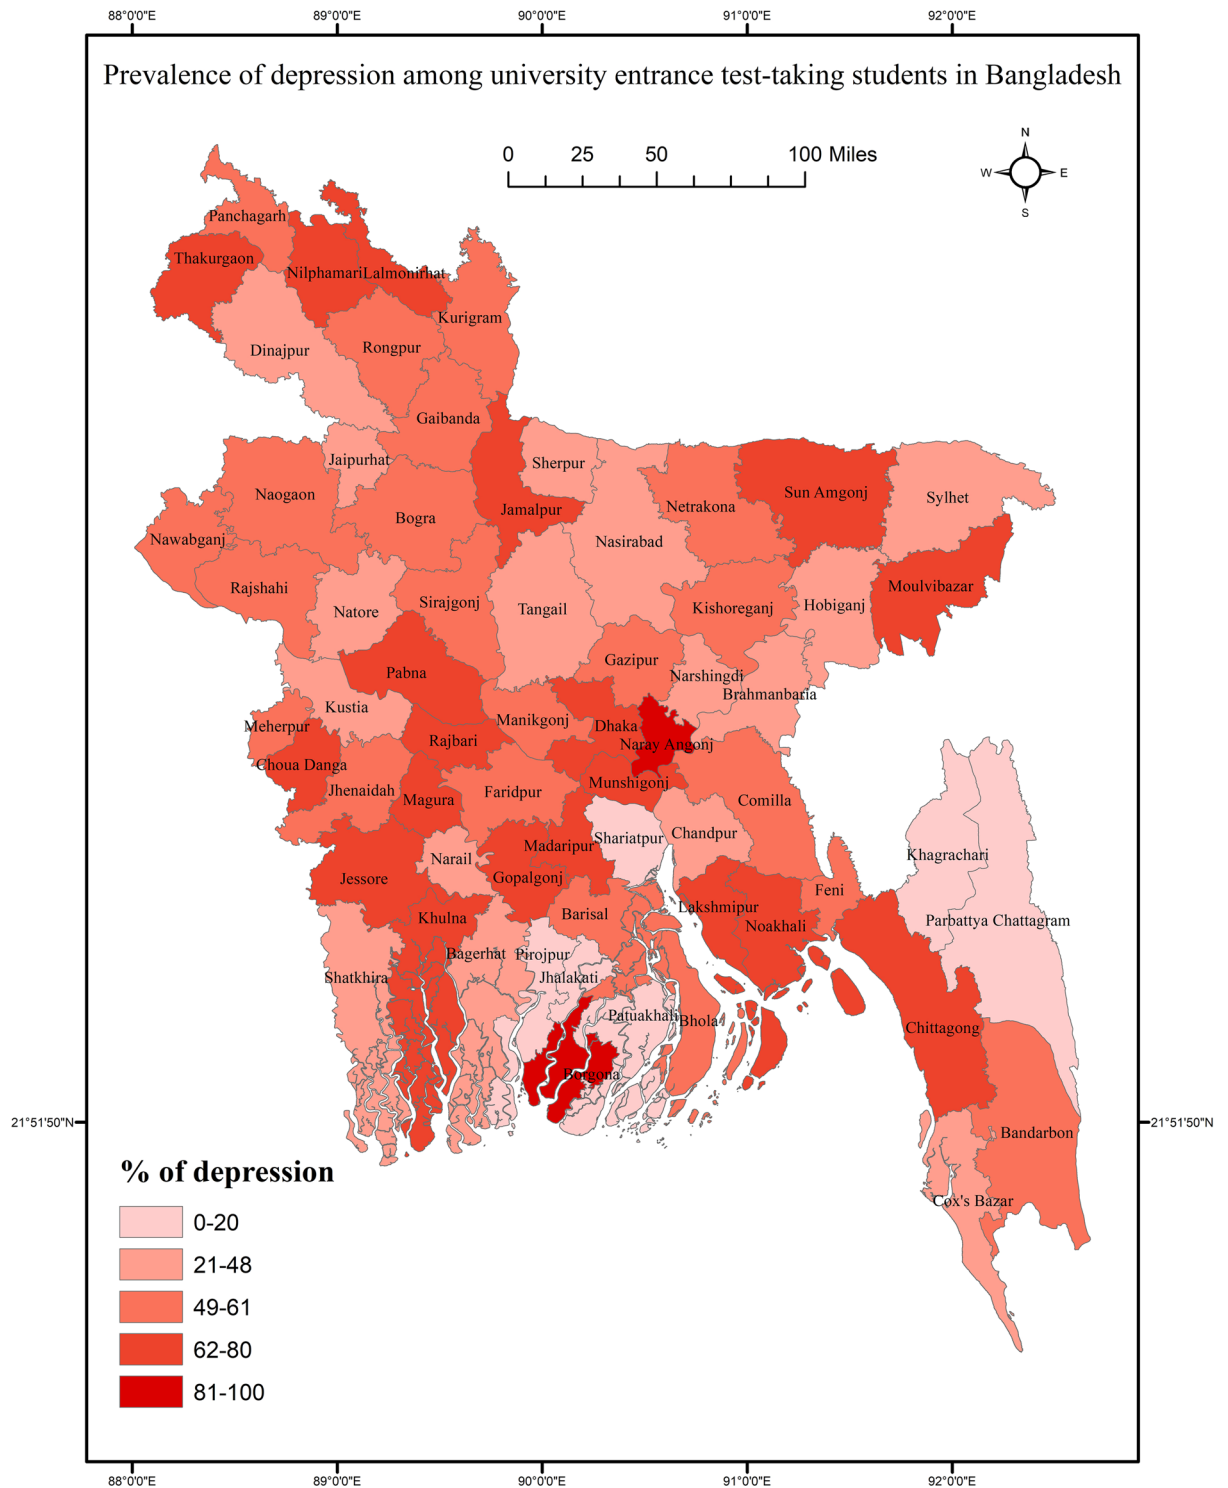 88°0'0"E 89°0'0"E 90°0'0"E 91°0'0"E 92°0'0"E
Prevalence of depression among university entrance test-taking students in Bangladesh
0 25 50 100 Miles
N
W E
S
Panchagarh
Thakurgaon
Nilphamari Lalmonirhat
Kurigram
Dinajpur Rongpur
Gaibanda
Jaipurhat Sherpur
Naogaon Sun Amgonj Sylhet
Bogra Jamalpur Netrakona
Nawabganj Nasirabad
Rajshahi Moulvibazar
Natore Sirajgonj Tangail Kishoreganj Hobiganj
Pabna Gazipur Narshingdi
Brahmanbaria
Kustia Manikgonj
Meherpur Rajbari Dhaka
Naray Angonj
Choua Danga Munshigonj
Jhenaidah Magura Faridpur Comilla
Shariatpur Chandpur
Narail Madaripur Khagrachari
Jessore Gopalgonj Feni
Khulna Barisal Lakshmipur Parbattya Chattagram
Noakhali
Bagerhat Pirojpur
Shatkhira Jhalakati
Patuakhali Bhola Chittagong
Borgona
21°51'50"N 21°51'50"N
Bandarbon
Cox's Bazar
% of depression
0-20
21-48
49-61
62-80
81-100
88°0'0"E 89°0'0"E 90°0'0"E 91°0'0"E 92°0'0"E